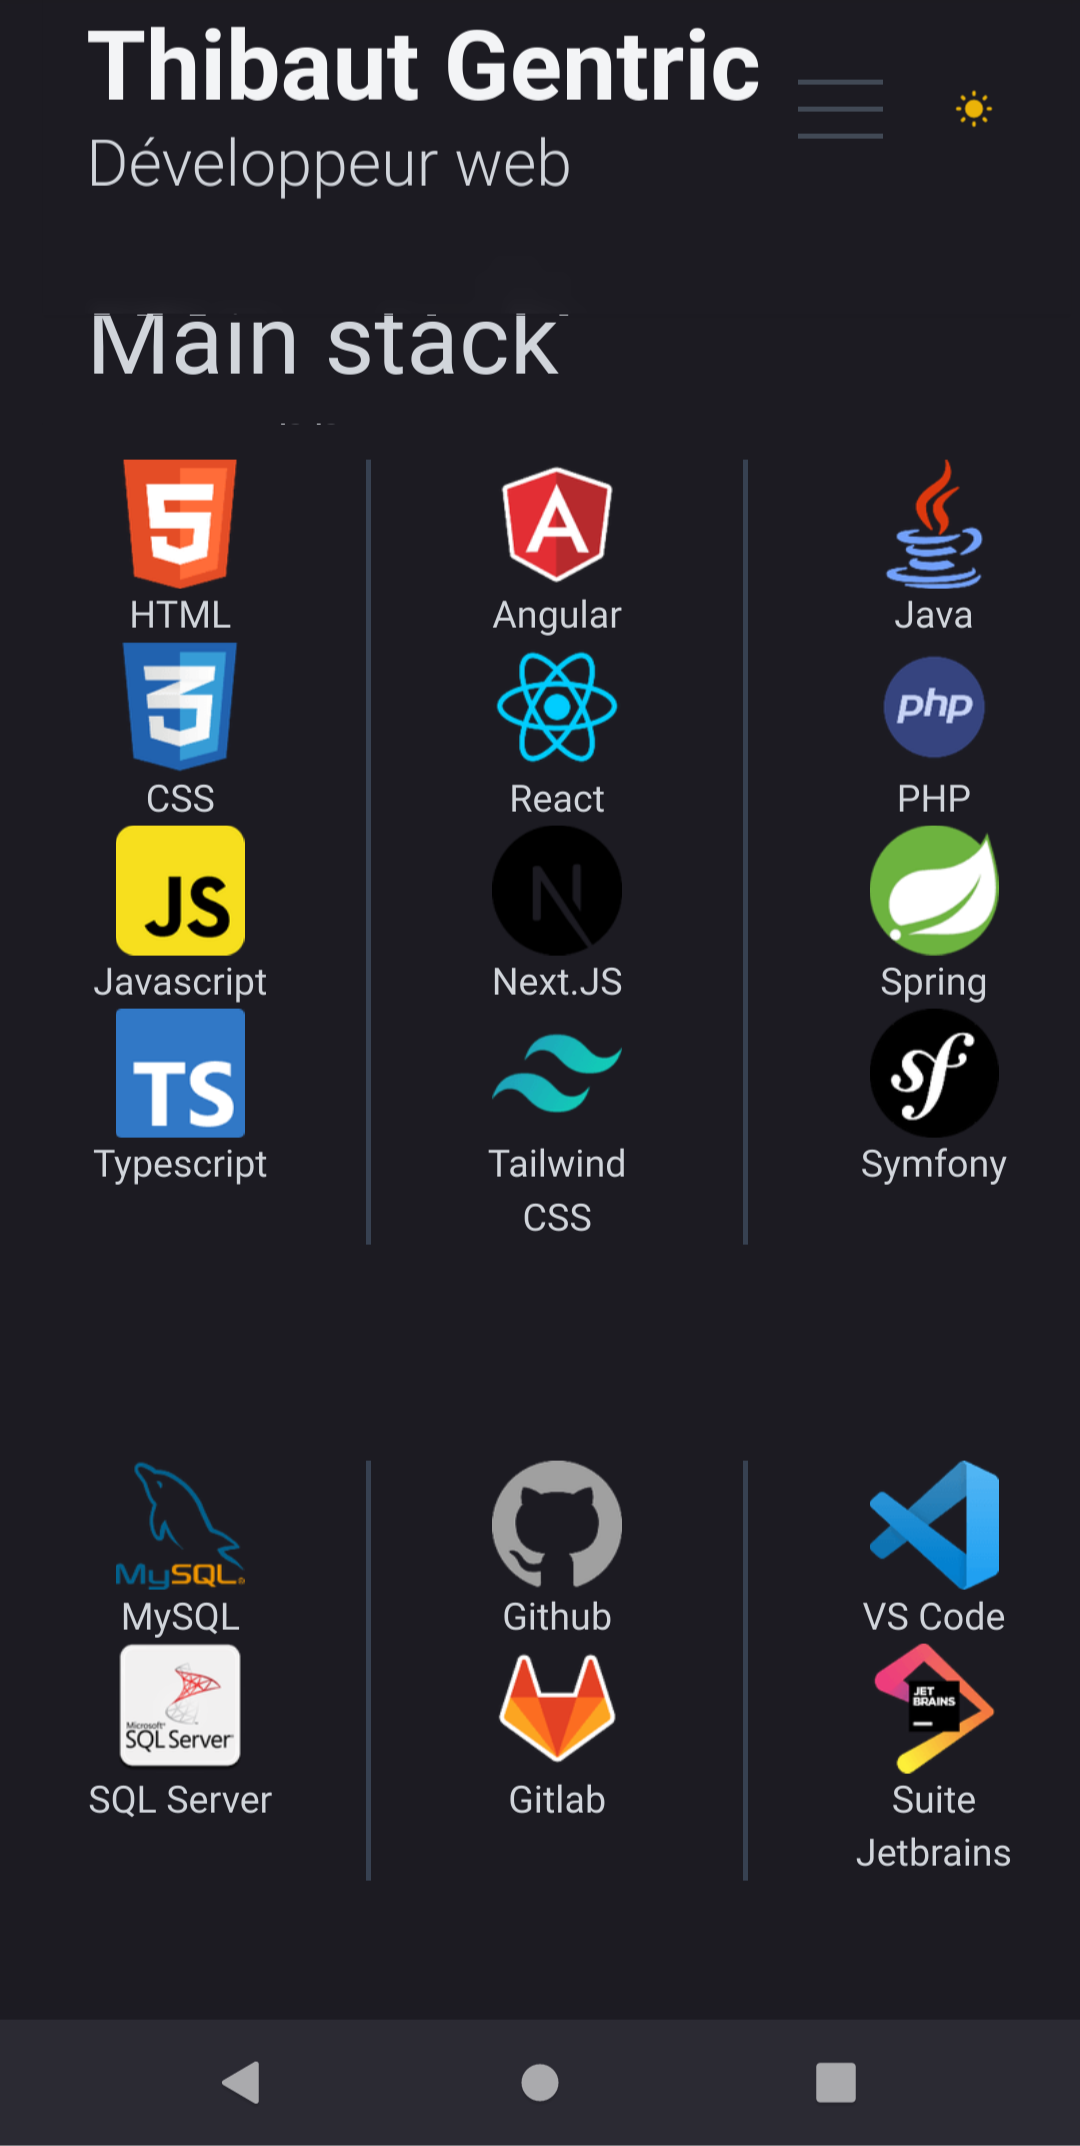 Thibaut Gentric
Développeur web
Main stack
HTML
Angular
Java
php
CSS
React
PHP
JS
N
Javascript
Next.JS
Spring
TS
sf
Typescript
Tailwind
CSS
Symfony
MySQL
MySQL
Github
VS Code
Microsoft
SQL Server
JET
BRAINS
SQL Server
Gitlab
Suite
Jetbrains